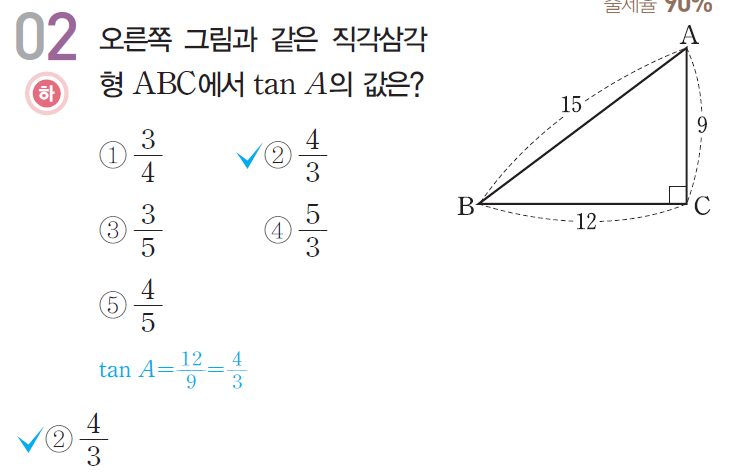 출제율 90%
02 오른쪽 그림과 같은 직각삼각
하 형 ABC에서 tan A의 값은?
① 3/4 ② 4/3
③ 3/5 ④ 5/3
⑤ 4/5
tan A=12/9=4/3
② 4/3
A
15
9
B
C
12